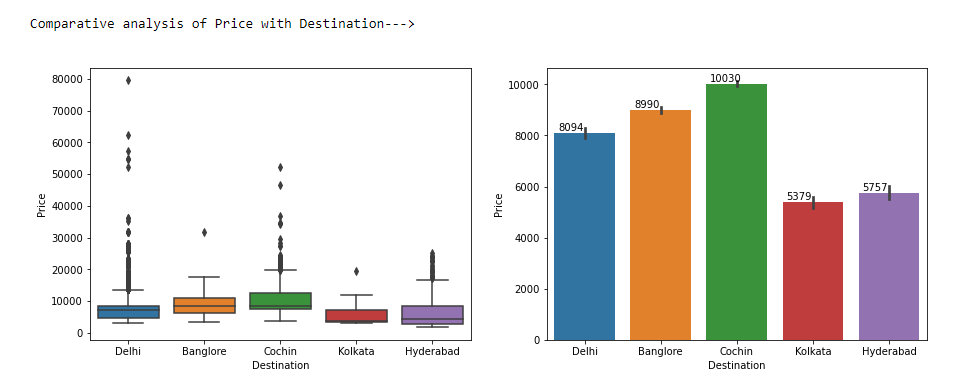 Comparative analysis of Price with Destination--->
80000
70000
60000
50000
40000
30000
20000
10000
0
Price
Delhi Banglore Cochin Kolkata Hyderabad
Destination
10000
8000
6000
4000
2000
0
Price
8094 8990 10030 5379 5757
Delhi Banglore Cochin Kolkata Hyderabad
Destination